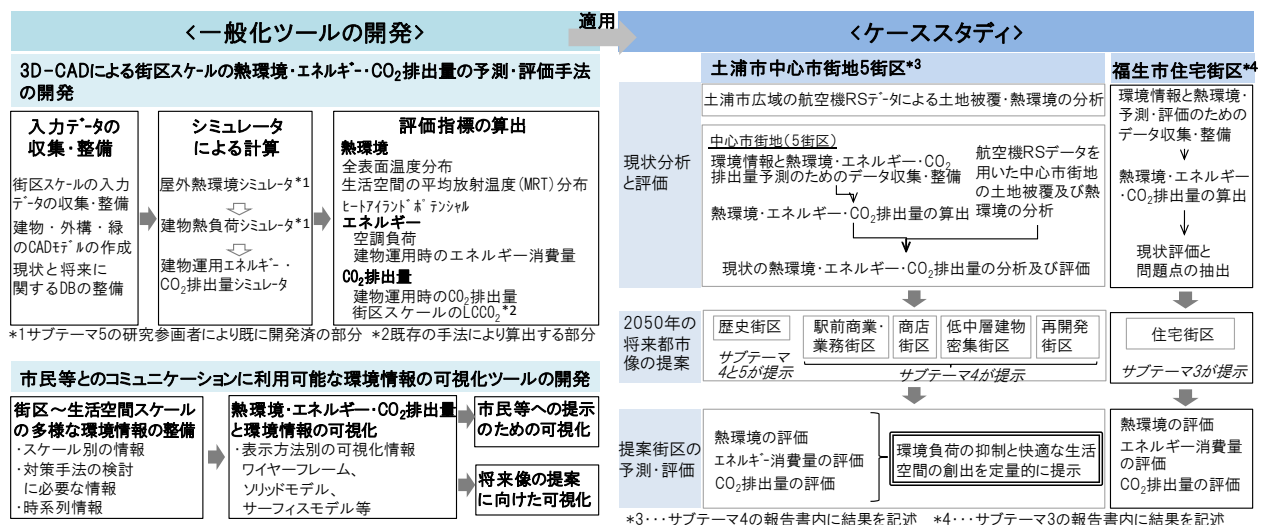 <一般化ツールの開発>
適用
<ケーススタディ>
3D-CADによる街区スケールの熱環境・エネルギー・CO2排出量の予測・評価手法
の開発
入力データの
収集・整備
街区スケールの入力
データの収集・整備
建物・外構・緑
のCADモデルの作成
現状と将来に
関するDBの整備
シミュレータ
による計算
屋外熱環境シミュレータ*1
建物熱負荷シミュレータ*1
建物運用エネルギー・
CO2排出量シミュレータ
評価指標の算出
熱環境
全表面温度分布
生活空間の平均放射温度(MRT)分布
ヒートアイランドポテンシャル
エネルギー
空調負荷
建物運用時のエネルギー消費量
CO2排出量
建物運用時のCO2排出量
街区スケールのLCCO2*2
*1サブテーマ5の研究参画者により既に開発済の部分 *2既存の手法により算出する部分
市民等とのコミュニケーションに利用可能な環境情報の可視化ツールの開発
街区～生活空間スケール
の多様な環境情報の整備
・スケール別の情報
・対策手法の検討
に必要な情報
・時系列情報
熱環境・エネルギー・CO2排出量
と環境情報の可視化
・表示方法別の可視化情報
ワイヤーフレーム、
ソリッドモデル、
サーフィスモデル等
市民等への提示
のための可視化
将来像の提案
に向けた可視化
土浦市中心市街地5街区*3
福生市住宅街区*4
現状分析
と評価
土浦市広域の航空機RSデータによる土地被覆・熱環境の分析
中心市街地(5街区)
環境情報と熱環境・エネルギー・CO2
排出量予測のためのデータ収集・整備
熱環境・エネルギー・CO2排出量の算出
航空機RSデータを
用いた中心市街地
の土地被覆及び熱
環境の分析
現状の熱環境・エネルギー・CO2排出量の分析及び評価
環境情報と熱環境・
予測・評価のための
データ収集・整備
熱環境・エネルギー
・CO2排出量の算出
現状評価と
問題点の抽出
2050年の
将来都市
像の提案
歴史街区
サブテーマ
4と5が提示
駅前商業・
業務街区
商店
街区
低中層建物
密集街区
再開発
街区
サブテーマ4が提示
住宅街区
サブテーマ3が提示
提案街区の
予測・評価
熱環境の評価
エネルギー消費量の評価
CO2排出量の評価
環境負荷の抑制と快適な生活
空間の創出を定量的に提示
熱環境の評価
エネルギー消費量
の評価
CO2排出量の評価
*3・・・サブテーマ4の報告書内に結果を記述 *4・・・サブテーマ3の報告書内に結果を記述